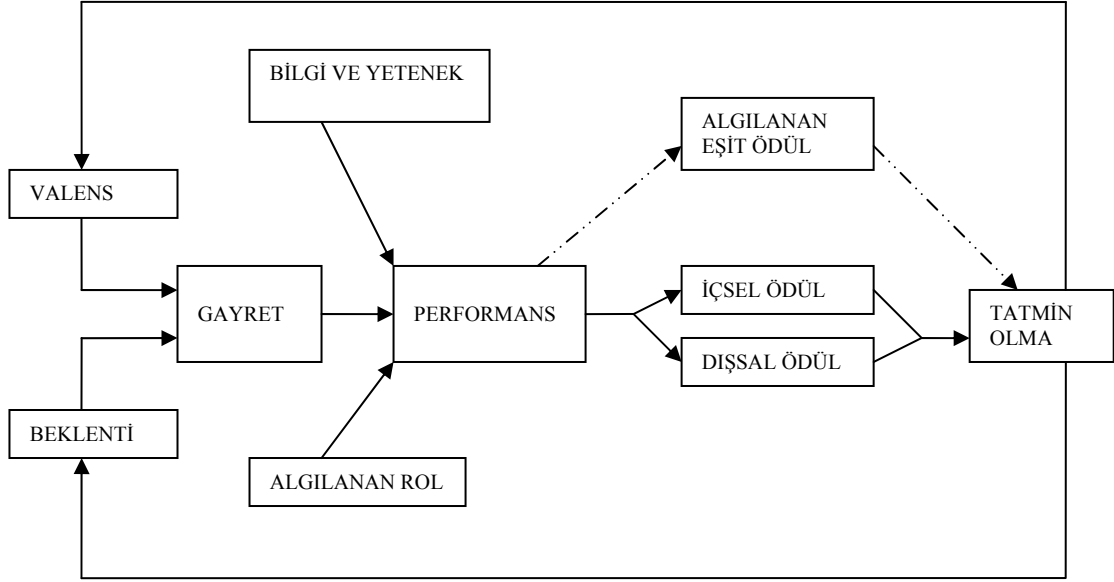 BİLGİ VE YETENEK
ALGILANAN
EŞİT ÖDÜL
VALENS
GAYRET
PERFORMANS
İÇSEL ÖDÜL
TATMİN
OLMA
DIŞSAL ÖDÜL
BEKLENTİ
ALGILANAN ROL